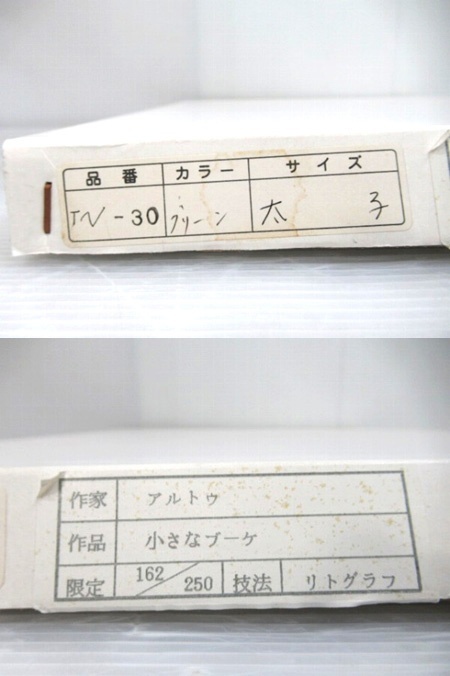 品番 カラー サイズ
TN-30 グリーン 太子
作家 アルトゥ
作品 小さなブーケ
限定 162/250 技法 リトグラフ